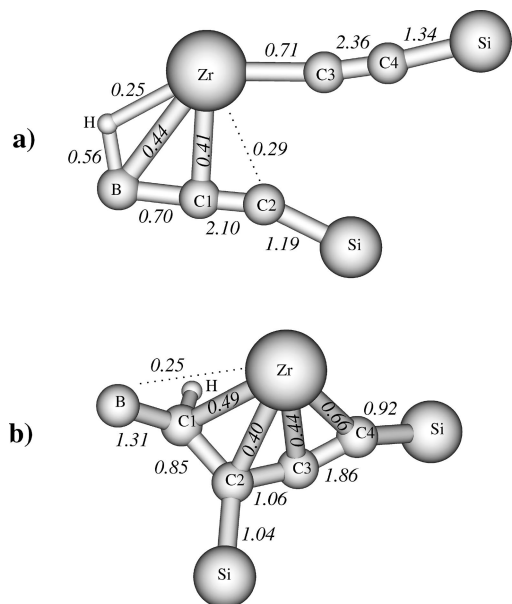 0.71 2.36 1.34 Si
Zr C3 C4
0.25
H
a) 0.56 0.44 0.41 0.29
B C1 C2
0.70 2.10 1.19 Si
0.25 Zr
B H 0.49 0.66 0.92
b) C1 0.40 0.44 C4 Si
1.31
0.85 C2 C3 1.86
1.06
1.04
Si